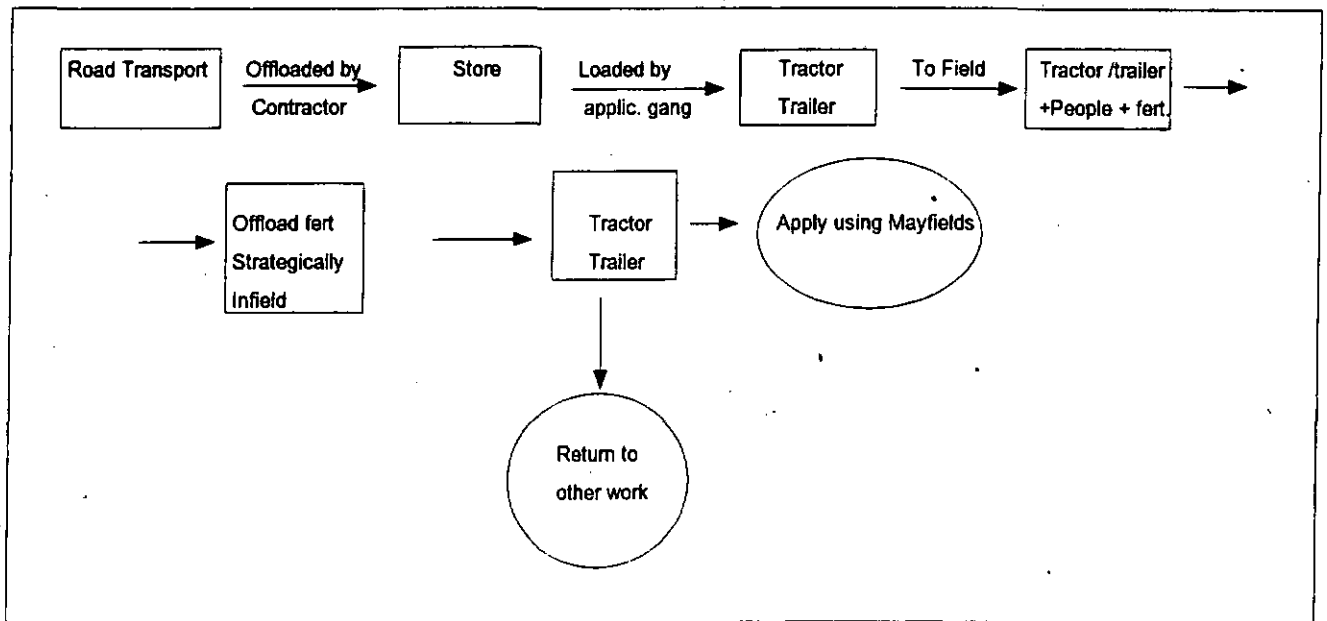 Road Transport
Offloaded by
Contractor
Store
Loaded by
applic. gang
Tractor
Trailer
To Field
Tractor /trailer
+People + fert.
Offload fert
Strategically
Infield
Tractor
Trailer
Apply using Mayfields
Return to
other work